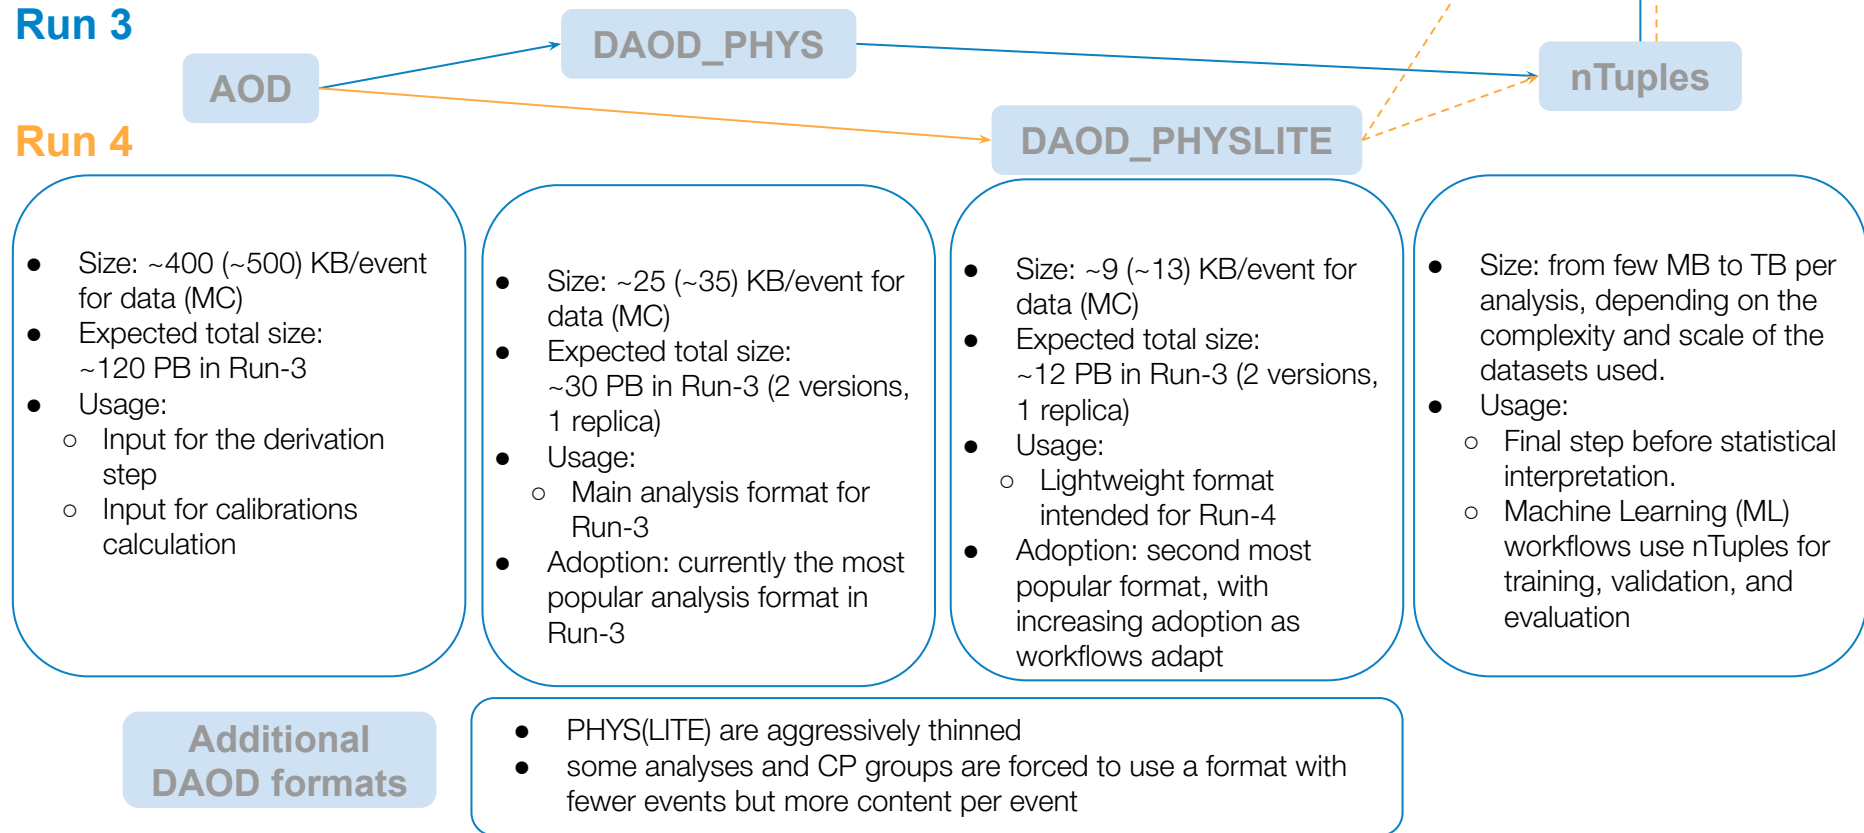 Run 3
DAOD_PHYS
AOD
nTuples
Run 4
DAOD_PHYSLITE
● Size: ~400 (~500) KB/event
for data (MC)
● Expected total size:
~120 PB in Run-3
● Usage:
○ Input for the derivation
step
○ Input for calibrations
calculation
● Size: ~25 (~35) KB/event for
data (MC)
● Expected total size:
~30 PB in Run-3 (2 versions,
1 replica)
● Usage:
○ Main analysis format for
Run-3
● Adoption: currently the most
popular analysis format in
Run-3
● Size: ~9 (~13) KB/event for
data (MC)
● Expected total size:
~12 PB in Run-3 (2 versions,
1 replica)
● Usage:
○ Lightweight format
intended for Run-4
● Adoption: second most
popular format, with
increasing adoption as
workflows adapt
● Size: from few MB to TB per
analysis, depending on the
complexity and scale of the
datasets used.
● Usage:
○ Final step before statistical
interpretation.
○ Machine Learning (ML)
workflows use nTuples for
training, validation, and
evaluation
Additional
DAOD formats
● PHYS(LITE) are aggressively thinned
● some analyses and CP groups are forced to use a format with
fewer events but more content per event